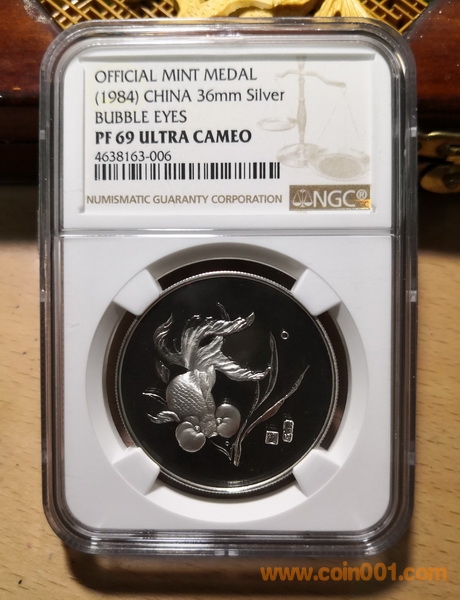 OFFICIAL MINT MEDAL
(1984) CHINA 36mm Silver
BUBBLE EYES
PF 69 ULTRA CAMEO
4638163-006
NUMISMATIC GUARANTY CORPORATION
NGC®
www.coin001.com